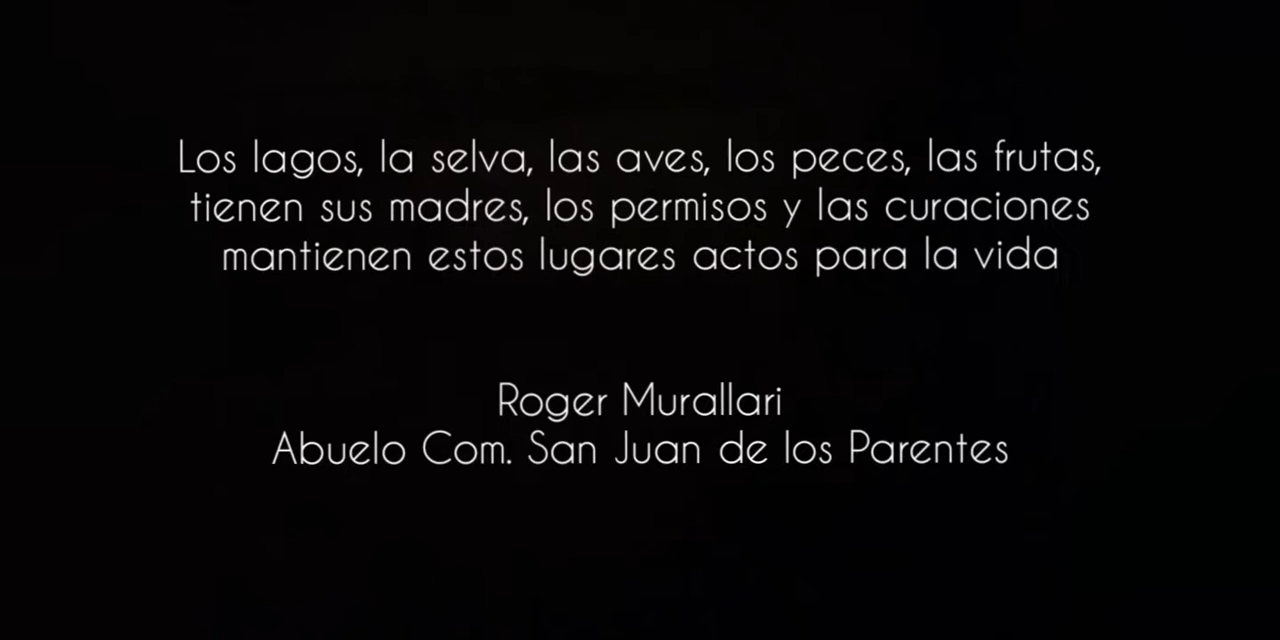 Los lagos, la selva, las aves, los peces, las frutas,
tienen sus madres, los permisos y las curaciones
mantienen estos lugares actos para la vida
Roger Murallari
Abuelo Com. San Juan de los Parentes